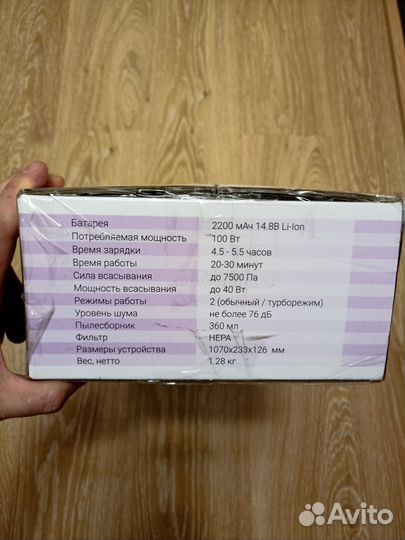 Батарея 2200 мАч 14.8В Li-Ion
Потребляемая мощность 100 Вт
Время зарядки 4.5 - 5.5 часов
Время работы 20-30 минут
Сила всасывания до 7500 Па
Мощность всасывания до 40 Вт
Режимы работы 2 (обычный / турборежим)
Уровень шума не более 76 дБ
Пылесборник 360 мл
Фильтр HEPA
Размеры устройства 1070x233x126 мм
Вес, нетто 1.28 кг
Avito